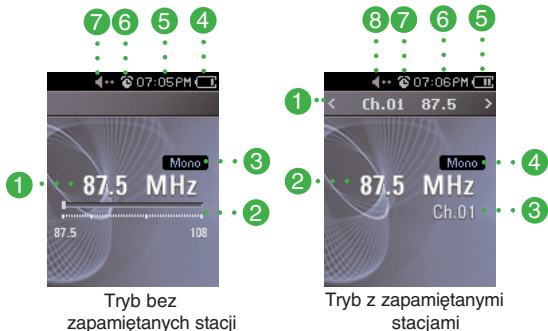 7 6 5 4
07:05PM
1
87.5 MHz
Mono
3
2
87.5 108
Tryb bez
zapamiętanych stacji
8 7 6 5
07:06PM
1
< Ch.01 87.5 >
Mono
4
2
87.5 MHz
Ch.01
3
Tryb z zapamiętanymi
stacjami